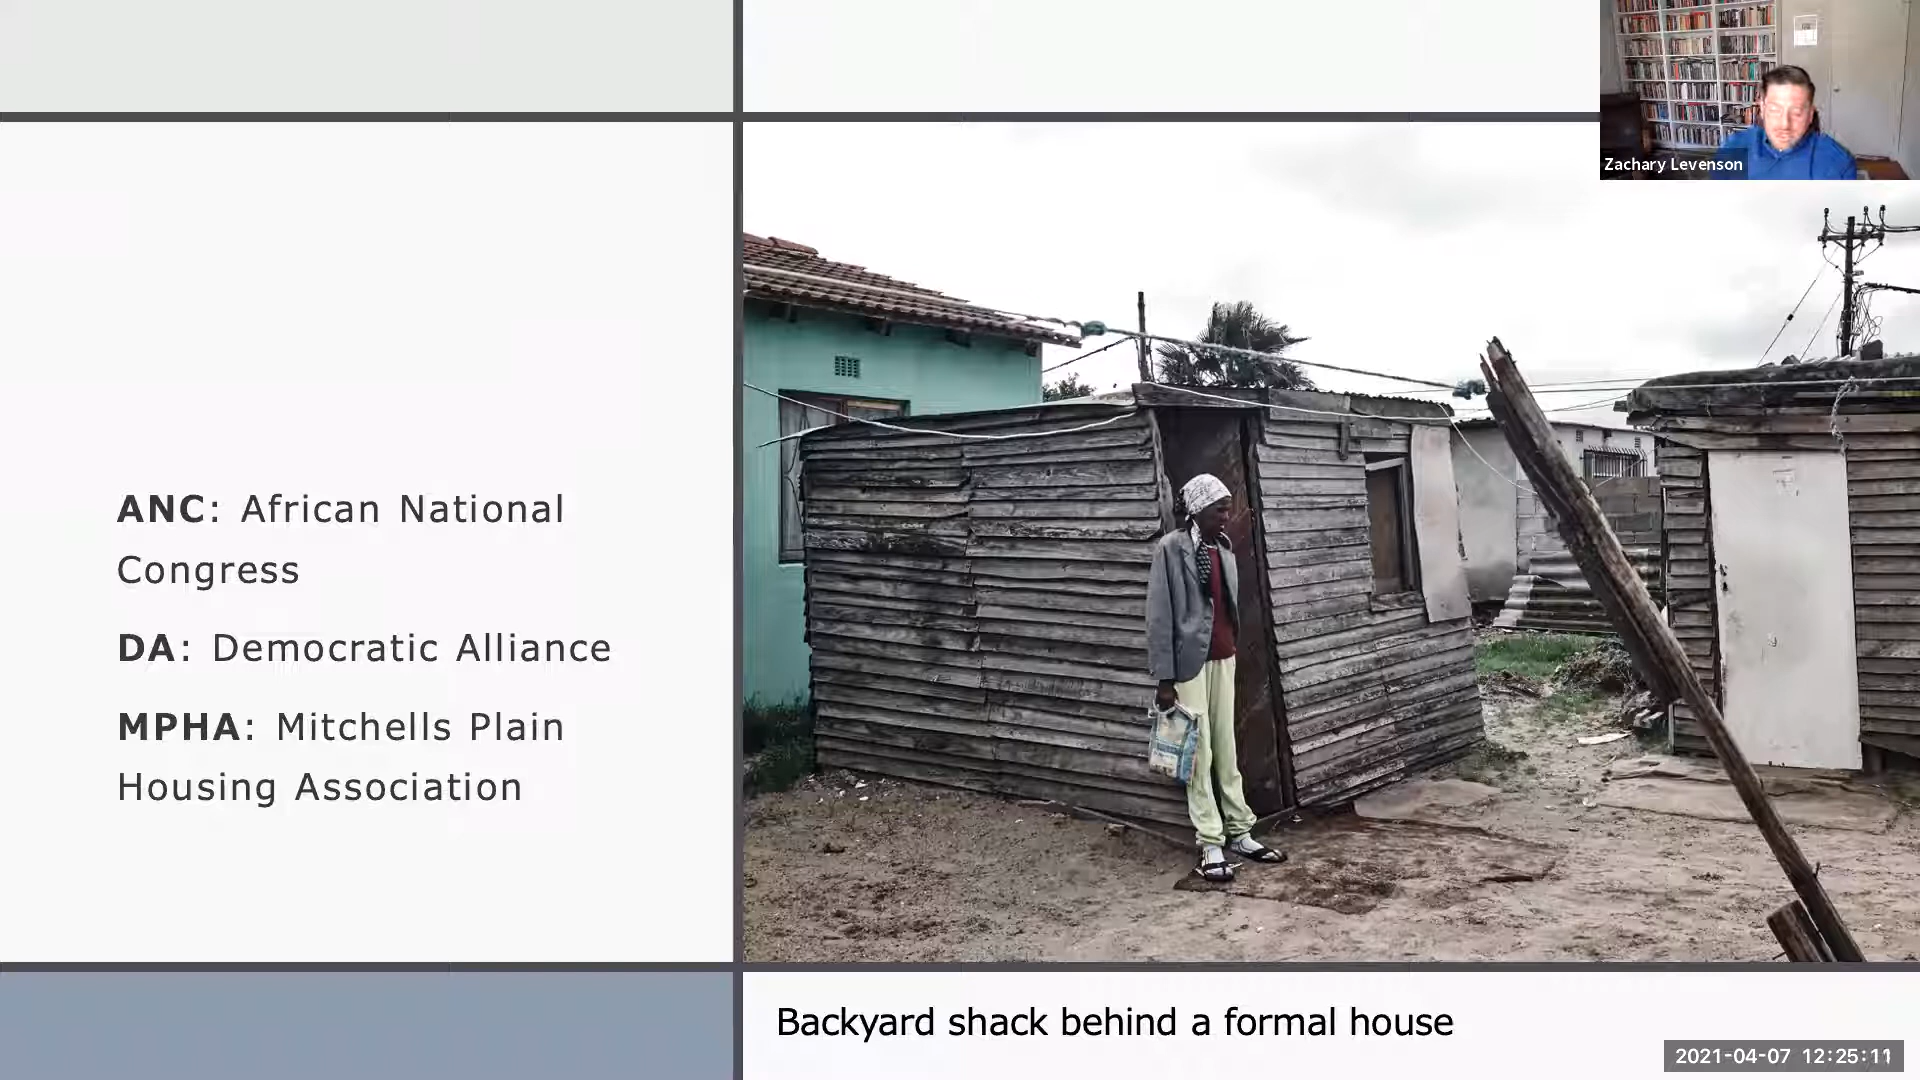 Zachary Levenson
ANC: African National
Congress
DA: Democratic Alliance
MPHA: Mitchells Plain
Housing Association
Backyard shack behind a formal house
2021-04-07 12:25:11